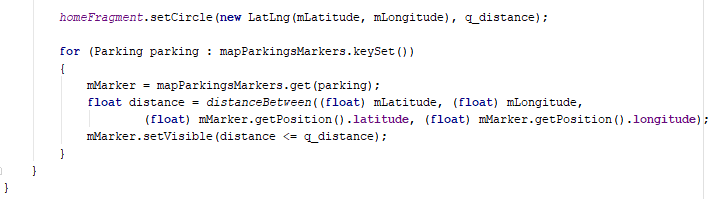 homeFragment.setCircle(new LatLng(mLatitude, mLongitude), q_distance);
for (Parking parking : mapParkingsMarkers.keySet())
{
mMarker = mapParkingsMarkers.get(parking);
float distance = distanceBetween((float) mLatitude, (float) mLongitude,
(float) mMarker.getPosition().latitude, (float) mMarker.getPosition().longitude);
mMarker.setVisible(distance <= q_distance);
}
}
}